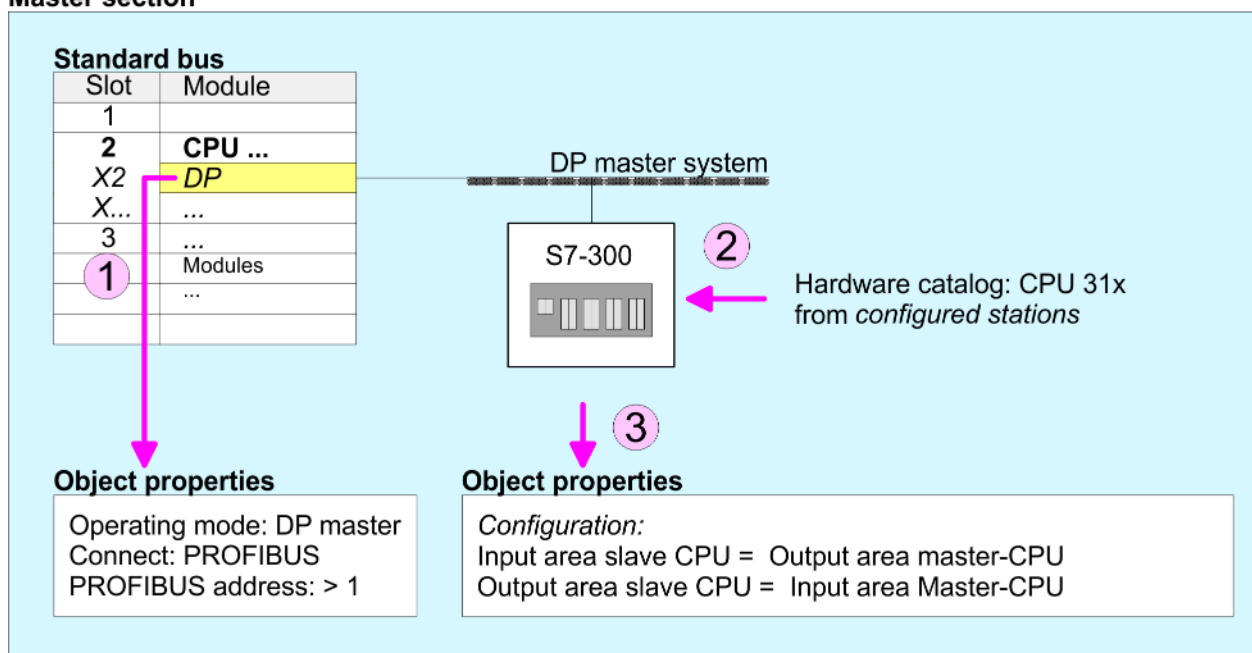 Master section
Standard bus
Slot Module
1
2 CPU ...
X2 DP
X... ...
3 ...
Modules
...
1
DP master system
S7-300
2
Hardware catalog: CPU 31x
from configured stations
3
Object properties
Operating mode: DP master
Connect: PROFIBUS
PROFIBUS address: > 1
Object properties
Configuration:
Input area slave CPU = Output area master-CPU
Output area slave CPU = Input area Master-CPU